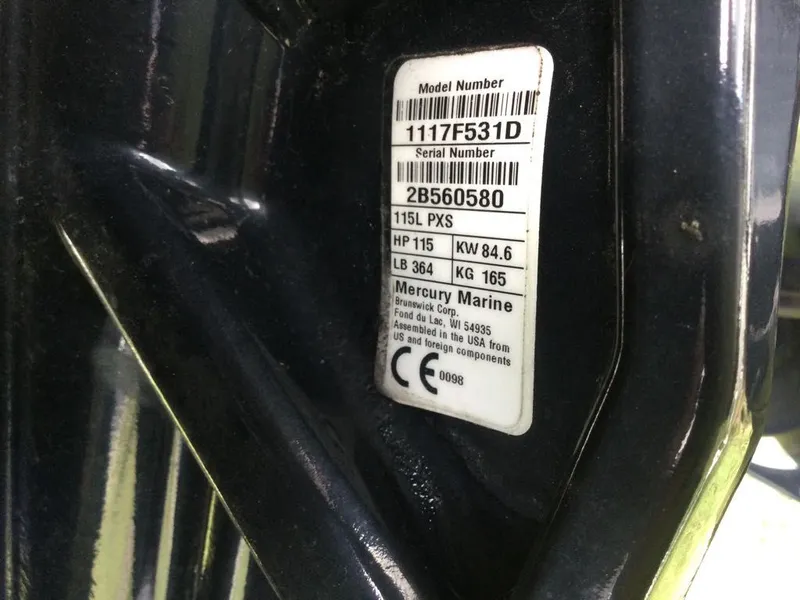 Model Number
1117F531D
Serial Number
2B560580
115L PXS
HP 115 KW 84.6
LB 364 KG 165
Mercury Marine
Brunswick Corp.
Fond du Lac, WI 54935
Assembled in the USA from
US and foreign components
CE 0098